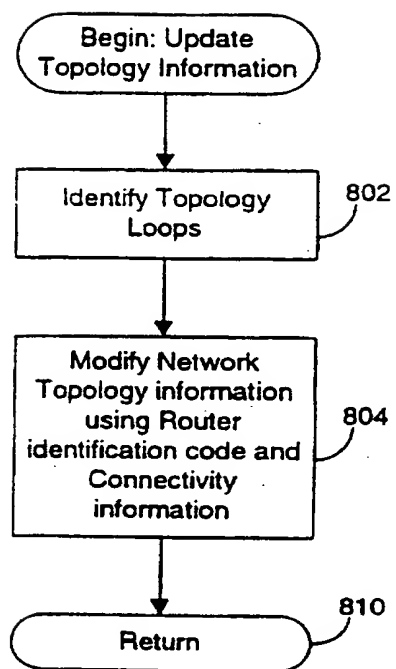 Begin: Update
Topology Information
Identify Topology
Loops
802
Modify Network
Topology information
using Router
identification code and
Connectivity
information
804
Return
810